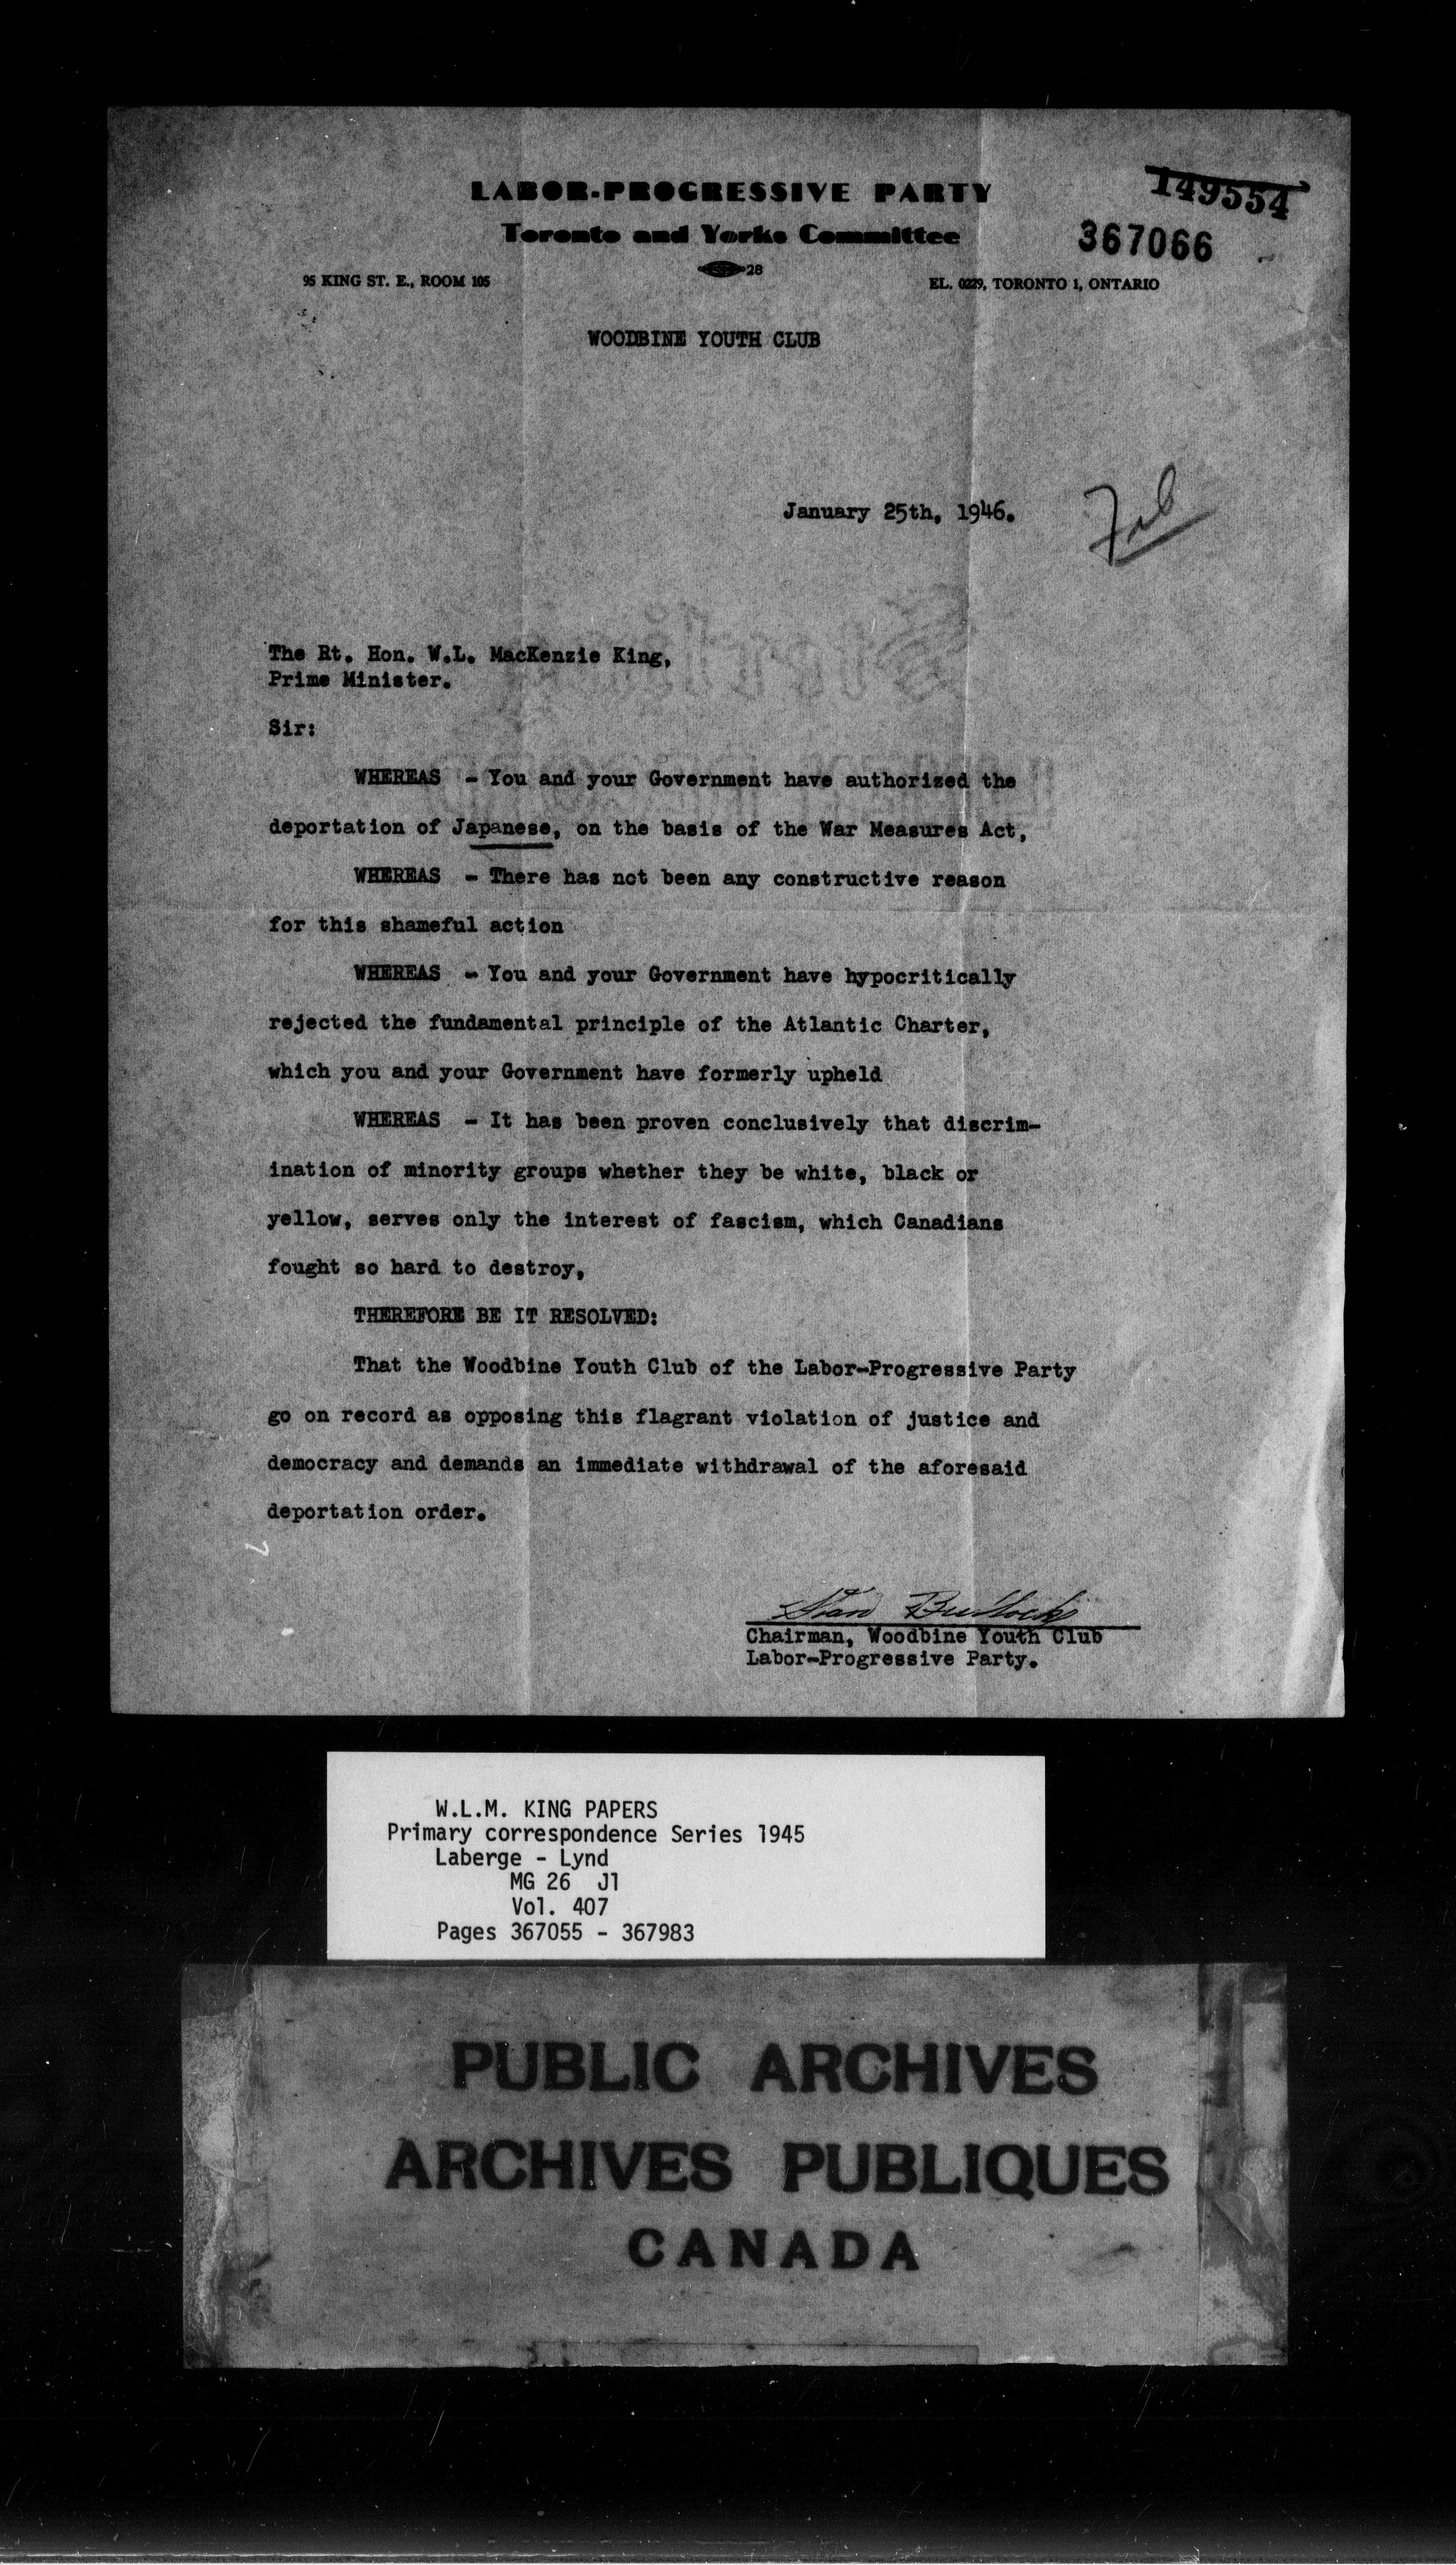 LABOR-PROGRESSIVE PARTY
149554
Toronto and Yorks Committee
367066
28
95 KING ST. E., ROOM 105
EL. 0229, TORONTO 1, ONTARIO
WOODBINE YOUTH CLUB
January 25th, 1946.
The Rt. Hon. W.L. MacKenzie King,
Prime Minister.
Sir:
WHEREAS - You and your Government have authorized the
deportation of Japanese, on the basis of the War Measures Act,
WHEREAS - There has not been any constructive reason
for this shameful action
WHEREAS - You and your Government have hypocritically
rejected the fundamental principle of the Atlantic Charter,
which you and your Government have formerly upheld
WHEREAS - It has been proven conclusively that discrim-
ination of minority groups whether they be white, black or
yellow, serves only the interest of fascism, which Canadians
fought so hard to destroy,
THEREFORE BE IT RESOLVED:
That the Woodbine Youth Club of the Labor-Progressive Party
go on record as opposing this flagrant violation of justice and
democracy and demands an immediate withdrawal of the aforesaid
deportation order.
Stan Bullock
Chairman, Woodbine Youth Club
Labor-Progressive Party.
W.L.M. KING PAPERS
Primary correspondence Series 1945
Laberge - Lynd
MG 26 J1
Vol. 407
Pages 367055 - 367983
PUBLIC ARCHIVES
ARCHIVES PUBLIQUES
CANADA